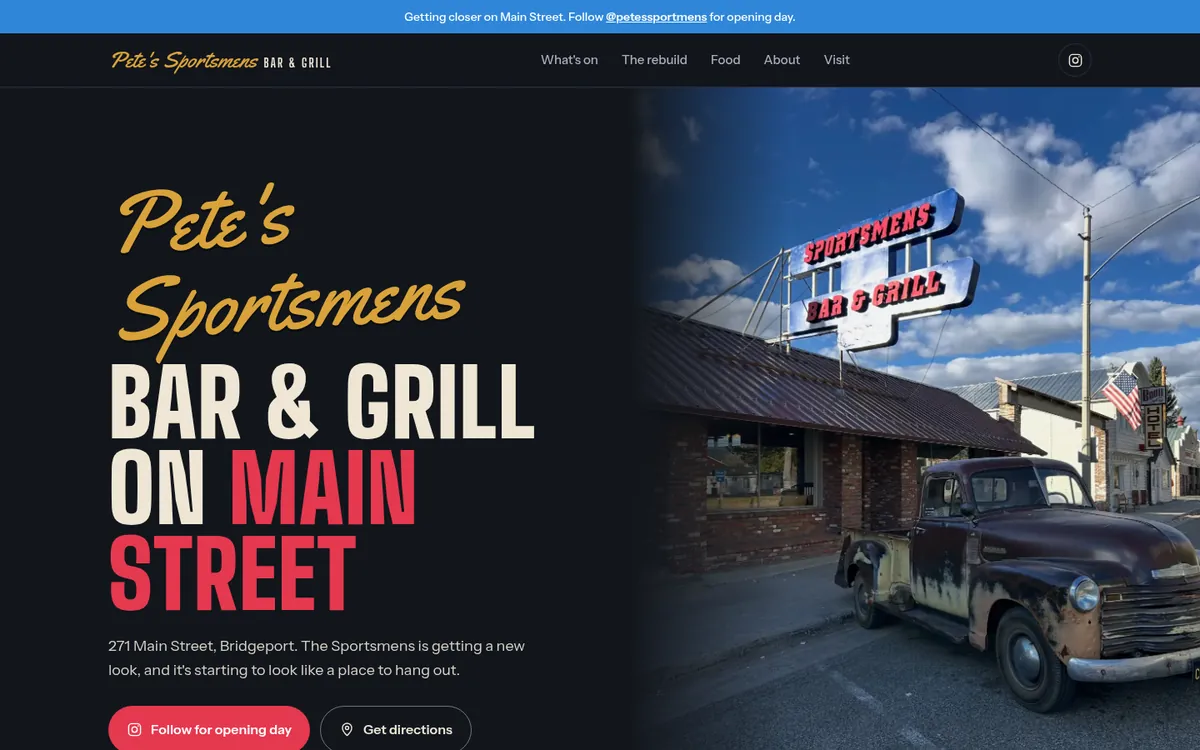 Getting closer on Main Street. Follow @petessportmens for opening day.
Pete's Sportsmens BAR & GRILL
What's on
The rebuild
Food
About
Visit
Pete's
Sportsmens
BAR & GRILL
ON MAIN
STREET
271 Main Street, Bridgeport. The Sportsmens is getting a new
look, and it's starting to look like a place to hang out.
Follow for opening day
Get directions
SPORTSMENS
BAR & GRILL
HOTEL